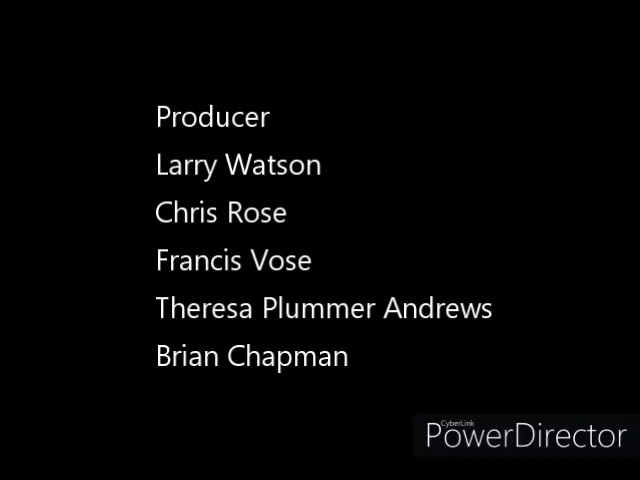 Producer
Larry Watson
Chris Rose
Francis Vose
Theresa Plummer Andrews
Brian Chapman
CyberLink
PowerDirector